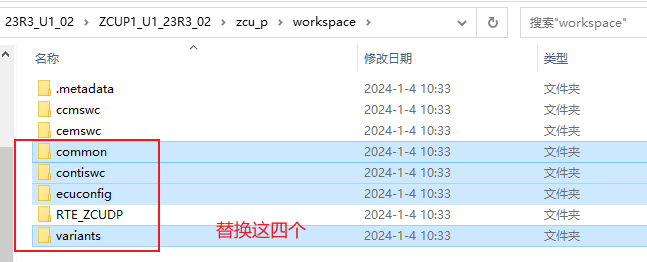 23R3_U1_02 > ZCUP1_U1_23R3_02 > zcu_p > workspace > 搜索"workspace"
名称 修改日期 类型
.metadata 2024-1-4 10:33 文件夹
ccmswc 2024-1-4 10:33 文件夹
cemswc 2024-1-4 10:33 文件夹
common 2024-1-4 10:33 文件夹
contiswc 2024-1-4 10:33 文件夹
ecuconfig 2024-1-4 10:33 文件夹
RTE_ZCUDP 2024-1-4 10:33 文件夹
variants 2024-1-4 10:33 文件夹
替换这四个